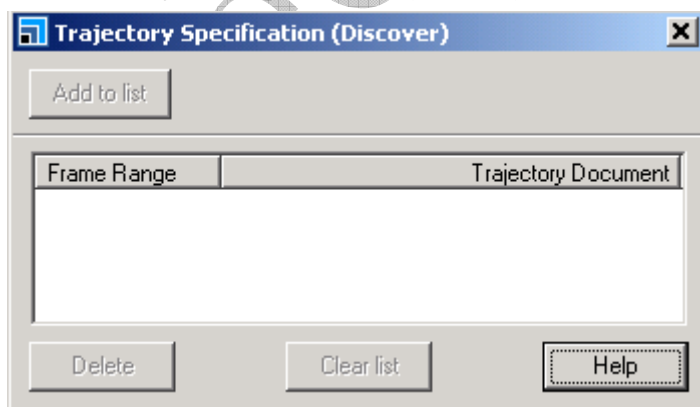 Trajectory Specification (Discover)
Add to list
Frame Range Trajectory Document
Delete Clear list Help